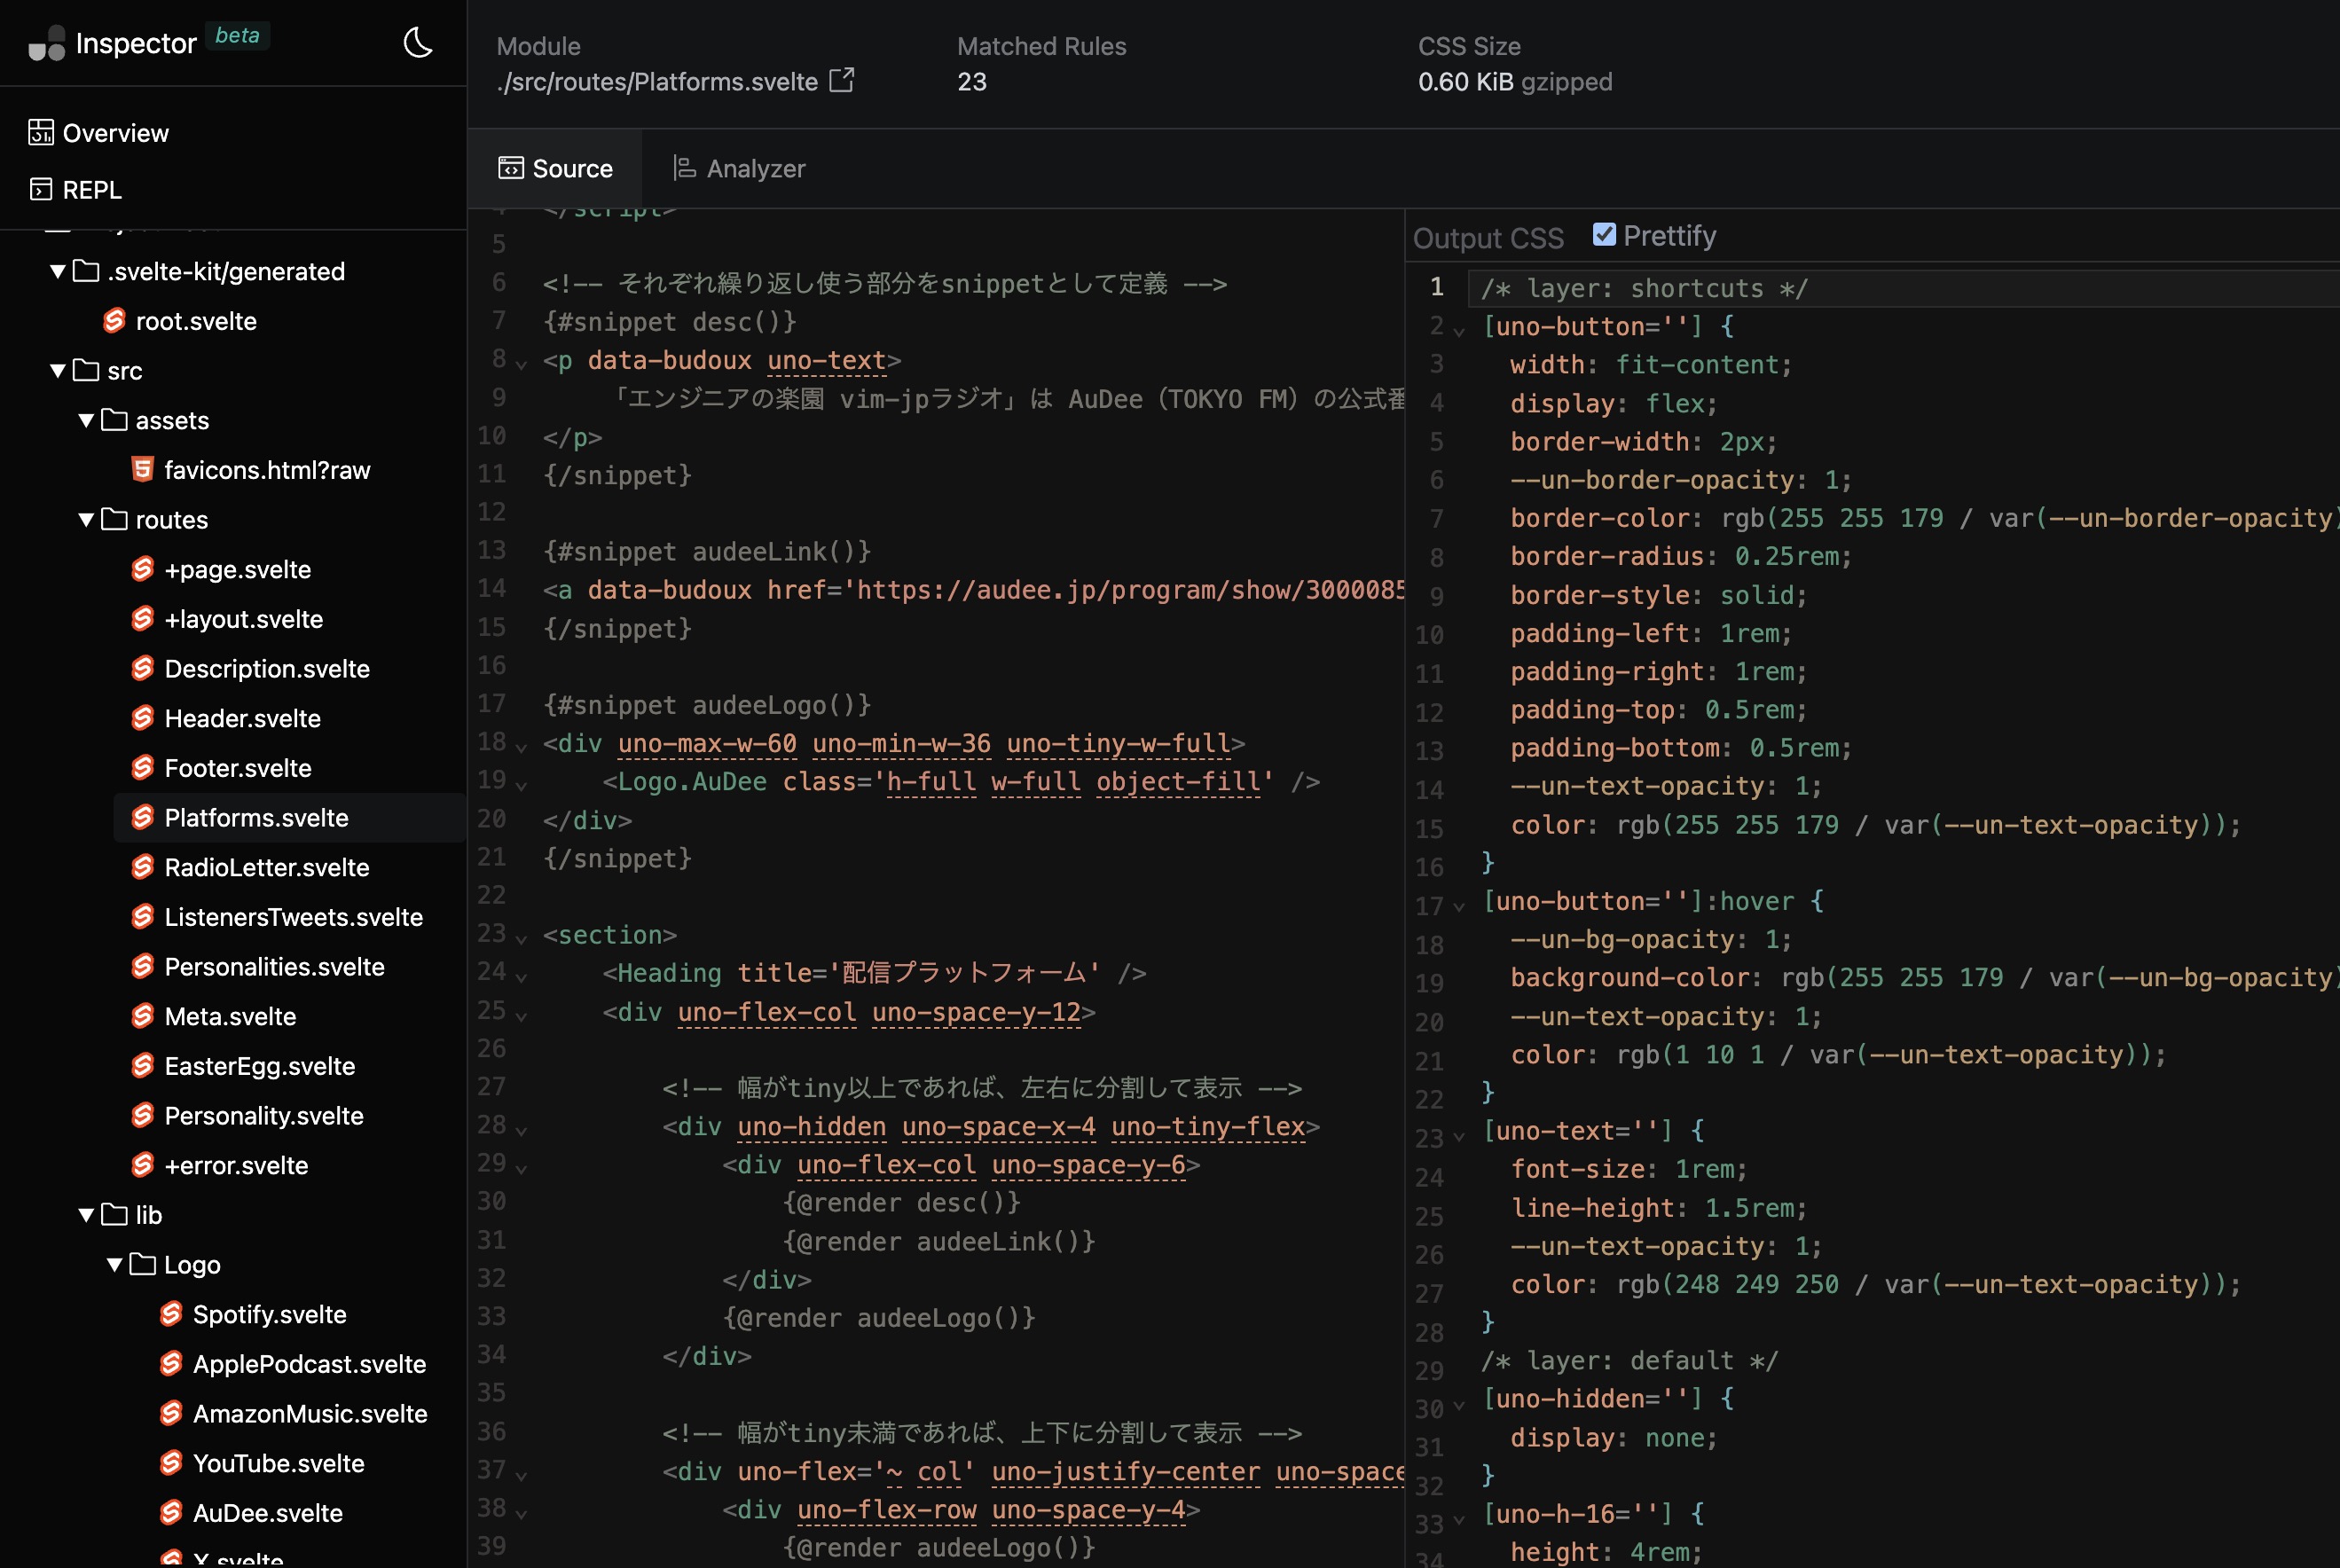 Inspector beta
Overview
REPL
.svelte-kit/generated
root.svelte
src
assets
favicons.html?raw
routes
+page.svelte
+layout.svelte
Description.svelte
Header.svelte
Footer.svelte
Platforms.svelte
RadioLetter.svelte
ListenersTweets.svelte
Personalities.svelte
Meta.svelte
EasterEgg.svelte
Personality.svelte
+error.svelte
lib
Logo
Spotify.svelte
ApplePodcast.svelte
AmazonMusic.svelte
YouTube.svelte
AuDee.svelte
X.svelte
Module
./src/routes/Platforms.svelte
Matched Rules
23
CSS Size
0.60 KiB gzipped
Source
Analyzer
4 </script>
5
6 <!-- それぞれ繰り返し使う部分をsnippetとして定義 -->
7 {#snippet desc()}
8 <p data-budoux uno-text>
9 「エンジニアの楽園 vim-jpラジオ」は AuDee（TOKYO FM）の公式番
10 </p>
11 {/snippet}
12
13 {#snippet audeeLink()}
14 <a data-budoux href='https://audee.jp/program/show/3000085
15 {/snippet}
16
17 {#snippet audeeLogo()}
18 <div uno-max-w-60 uno-min-w-36 uno-tiny-w-full>
19 <Logo.AuDee class='h-full w-full object-fill' />
20 </div>
21 {/snippet}
22
23 <section>
24 <Heading title='配信プラットフォーム' />
25 <div uno-flex-col uno-space-y-12>
26
27 <!-- 幅がtiny以上であれば、左右に分割して表示 -->
28 <div uno-hidden uno-space-x-4 uno-tiny-flex>
29 <div uno-flex-col uno-space-y-6>
30 {@render desc()}
31 {@render audeeLink()}
32 </div>
33 {@render audeeLogo()}
34 </div>
35
36 <!-- 幅がtiny未満であれば、上下に分割して表示 -->
37 <div uno-flex='~ col' uno-justify-center uno-space
38 <div uno-flex-row uno-space-y-4>
39 {@render audeeLogo()}
Output CSS Prettify
1 /* layer: shortcuts */
2 [uno-button=''] {
3 width: fit-content;
4 display: flex;
5 border-width: 2px;
6 --un-border-opacity: 1;
7 border-color: rgb(255 255 179 / var(--un-border-opacity)
8 border-radius: 0.25rem;
9 border-style: solid;
10 padding-left: 1rem;
11 padding-right: 1rem;
12 padding-top: 0.5rem;
13 padding-bottom: 0.5rem;
14 --un-text-opacity: 1;
15 color: rgb(255 255 179 / var(--un-text-opacity));
16 }
17 [uno-button='']:hover {
18 --un-bg-opacity: 1;
19 background-color: rgb(255 255 179 / var(--un-bg-opacity)
20 --un-text-opacity: 1;
21 color: rgb(1 10 1 / var(--un-text-opacity));
22 }
23 [uno-text=''] {
24 font-size: 1rem;
25 line-height: 1.5rem;
26 --un-text-opacity: 1;
27 color: rgb(248 249 250 / var(--un-text-opacity));
28 }
29 /* layer: default */
30 [uno-hidden=''] {
31 display: none;
32 }
33 [uno-h-16=''] {
34 height: 4rem;